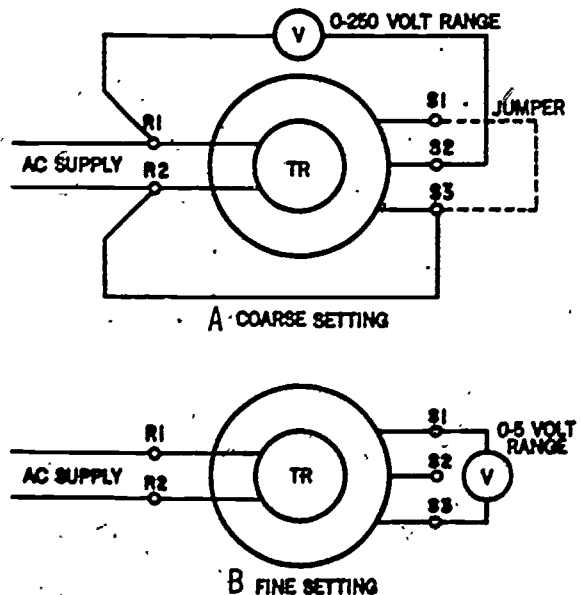 V
0-250 VOLT RANGE
R1
S1
JUMPER
AC SUPPLY
TR
S2
R2
S3
A COARSE SETTING
R1
S1
0-5 VOLT
RANGE
AC SUPPLY
TR
S2
V
R2
S3
B FINE SETTING